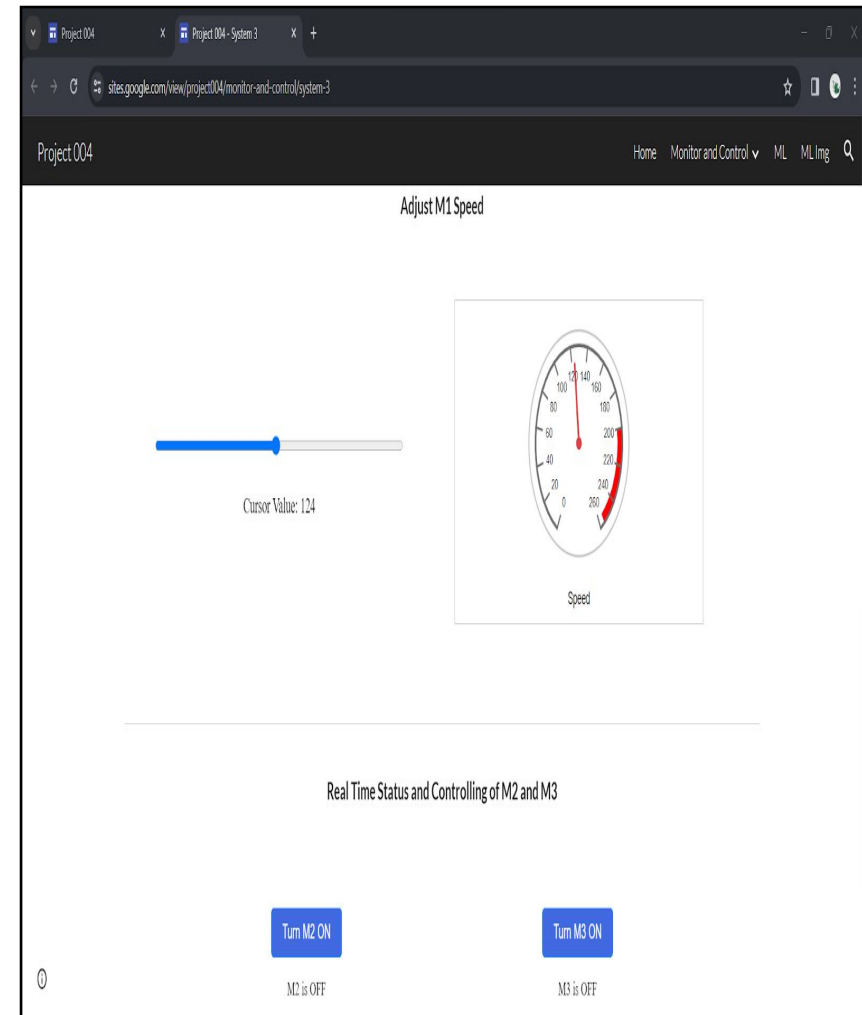 Project 004
Project 004 - System 3
sites.google.com/view/project004/monitor-and-control/system-3
Project 004
Home Monitor and Control ML ML Img
Adjust M1 Speed
Cursor Value: 124
0
20
40
60
80
100
120
140
160
180
200
220
240
260
Speed
Real Time Status and Controlling of M2 and M3
Turn M2 ON
Turn M3 ON
M2 is OFF
M3 is OFF